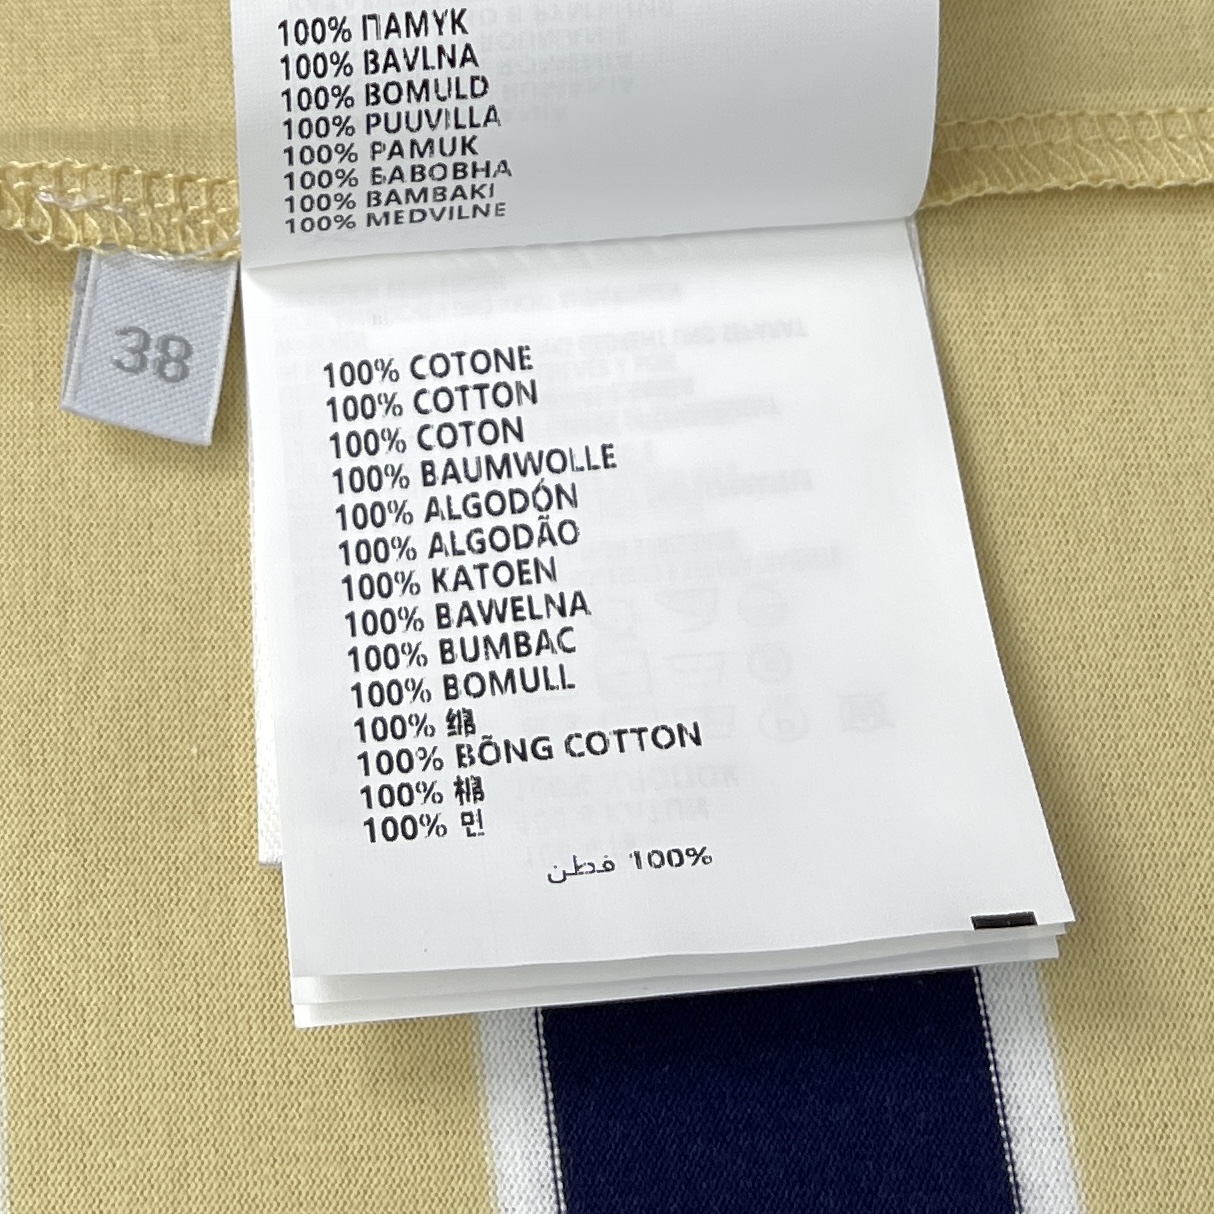 100% ПАМУК
100% BAVLNA
100% BOMULD
100% PUUVILLA
100% PAMUK
100% БАВОВНА
100% BAMBAKI
100% MEDVILNE
38
100% COTONE
100% COTTON
100% COTON
100% BAUMWOLLE
100% ALGODÓN
100% ALGODÃO
100% KATOEN
100% BAWELNA
100% BUMBAC
100% BOMULL
100%
100% BÔNG COTTON
100%
100% 면
100% قطن